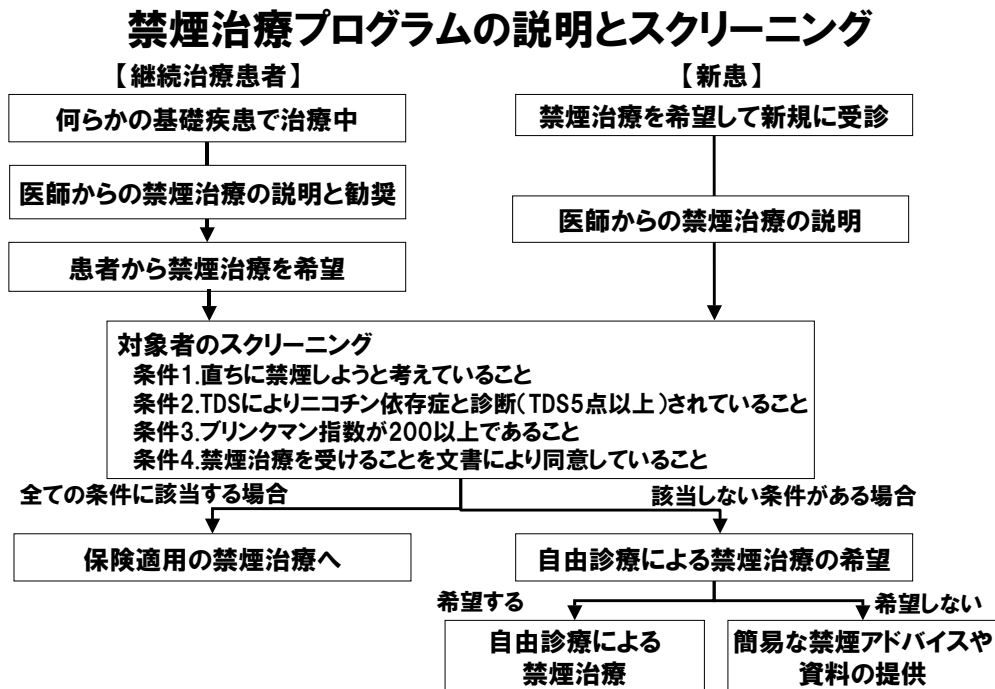 禁煙治療プログラムの説明とスクリーニング
【継続治療患者】
【新患】
何らかの基礎疾患で治療中
禁煙治療を希望して新規に受診
医師からの禁煙治療の説明と勧奨
医師からの禁煙治療の説明
患者から禁煙治療を希望
対象者のスクリーニング
条件1.直ちに禁煙しようと考えていること
条件2.TDSによりニコチン依存症と診断(TDS5点以上)されていること
条件3.ブリンクマン指数が200以上であること
条件4.禁煙治療を受けることを文書により同意していること
全ての条件に該当する場合
該当しない条件がある場合
保険適用の禁煙治療へ
自由診療による禁煙治療の希望
希望する
希望しない
自由診療による
禁煙治療
簡易な禁煙アドバイスや
資料の提供